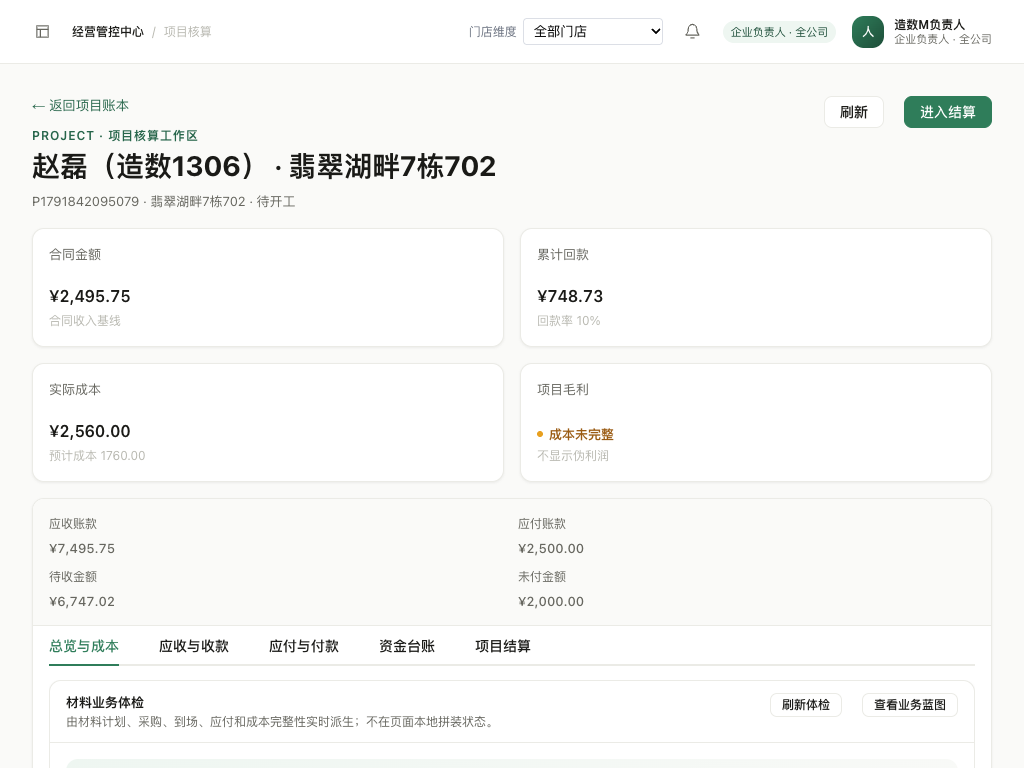 经营管控中心 / 项目核算
门店维度 全部门店
企业负责人 · 全公司
人
造数M负责人
企业负责人 · 全公司
← 返回项目账本
PROJECT · 项目核算工作区
赵磊（造数1306） · 翡翠湖畔7栋702
P1791842095079 · 翡翠湖畔7栋702 · 待开工
刷新
进入结算
合同金额
¥2,495.75
合同收入基线
累计回款
¥748.73
回款率 10%
实际成本
¥2,560.00
预计成本 1760.00
项目毛利
成本未完整
不显示伪利润
应收账款
¥7,495.75
应付账款
¥2,500.00
待收金额
¥6,747.02
未付金额
¥2,000.00
总览与成本
应收与收款
应付与付款
资金台账
项目结算
材料业务体检
由材料计划、采购、到场、应付和成本完整性实时派生；不在页面本地拼装状态。
刷新体检
查看业务蓝图